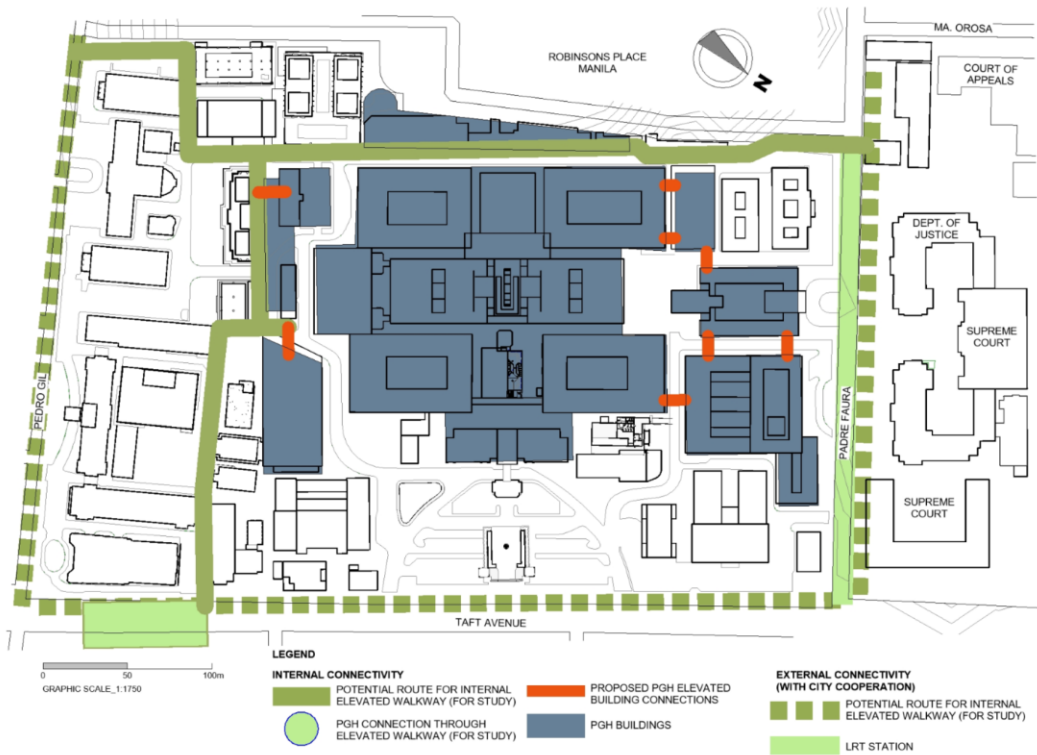 MA. OROSA
ROBINSONS PLACE
MANILA
COURT OF
APPEALS
N
DEPT. OF
JUSTICE
SUPREME
COURT
PEDRO GIL
PADRE FAURA
SUPREME
COURT
TAFT AVENUE
0 50 100m
GRAPHIC SCALE_1:1750
LEGEND
INTERNAL CONNECTIVITY
POTENTIAL ROUTE FOR INTERNAL
ELEVATED WALKWAY (FOR STUDY)
PGH CONNECTION THROUGH
ELEVATED WALKWAY (FOR STUDY)
PROPOSED PGH ELEVATED
BUILDING CONNECTIONS
PGH BUILDINGS
EXTERNAL CONNECTIVITY
(WITH CITY COOPERATION)
POTENTIAL ROUTE FOR INTERNAL
ELEVATED WALKWAY (FOR STUDY)
LRT STATION